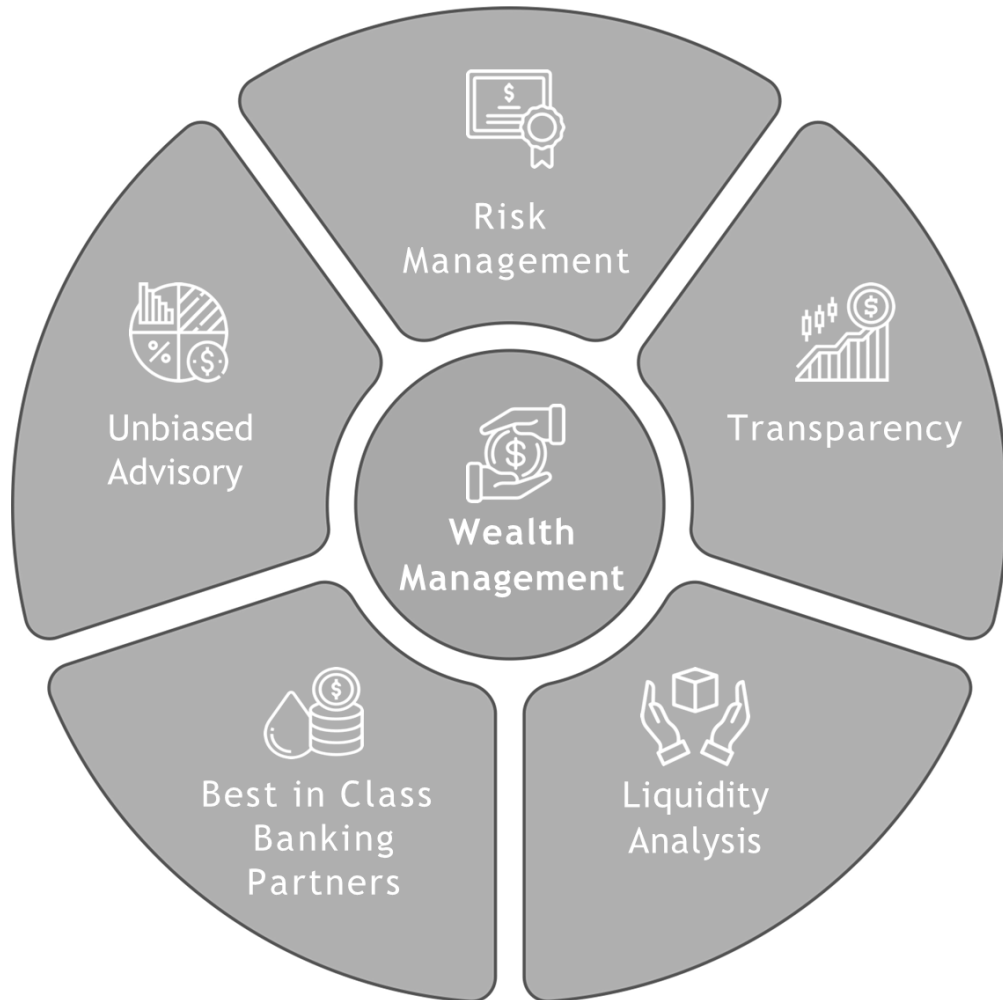 Risk
Management
Transparency
Unbiased
Advisory
Wealth
Management
Best in Class
Banking
Partners
Liquidity
Analysis